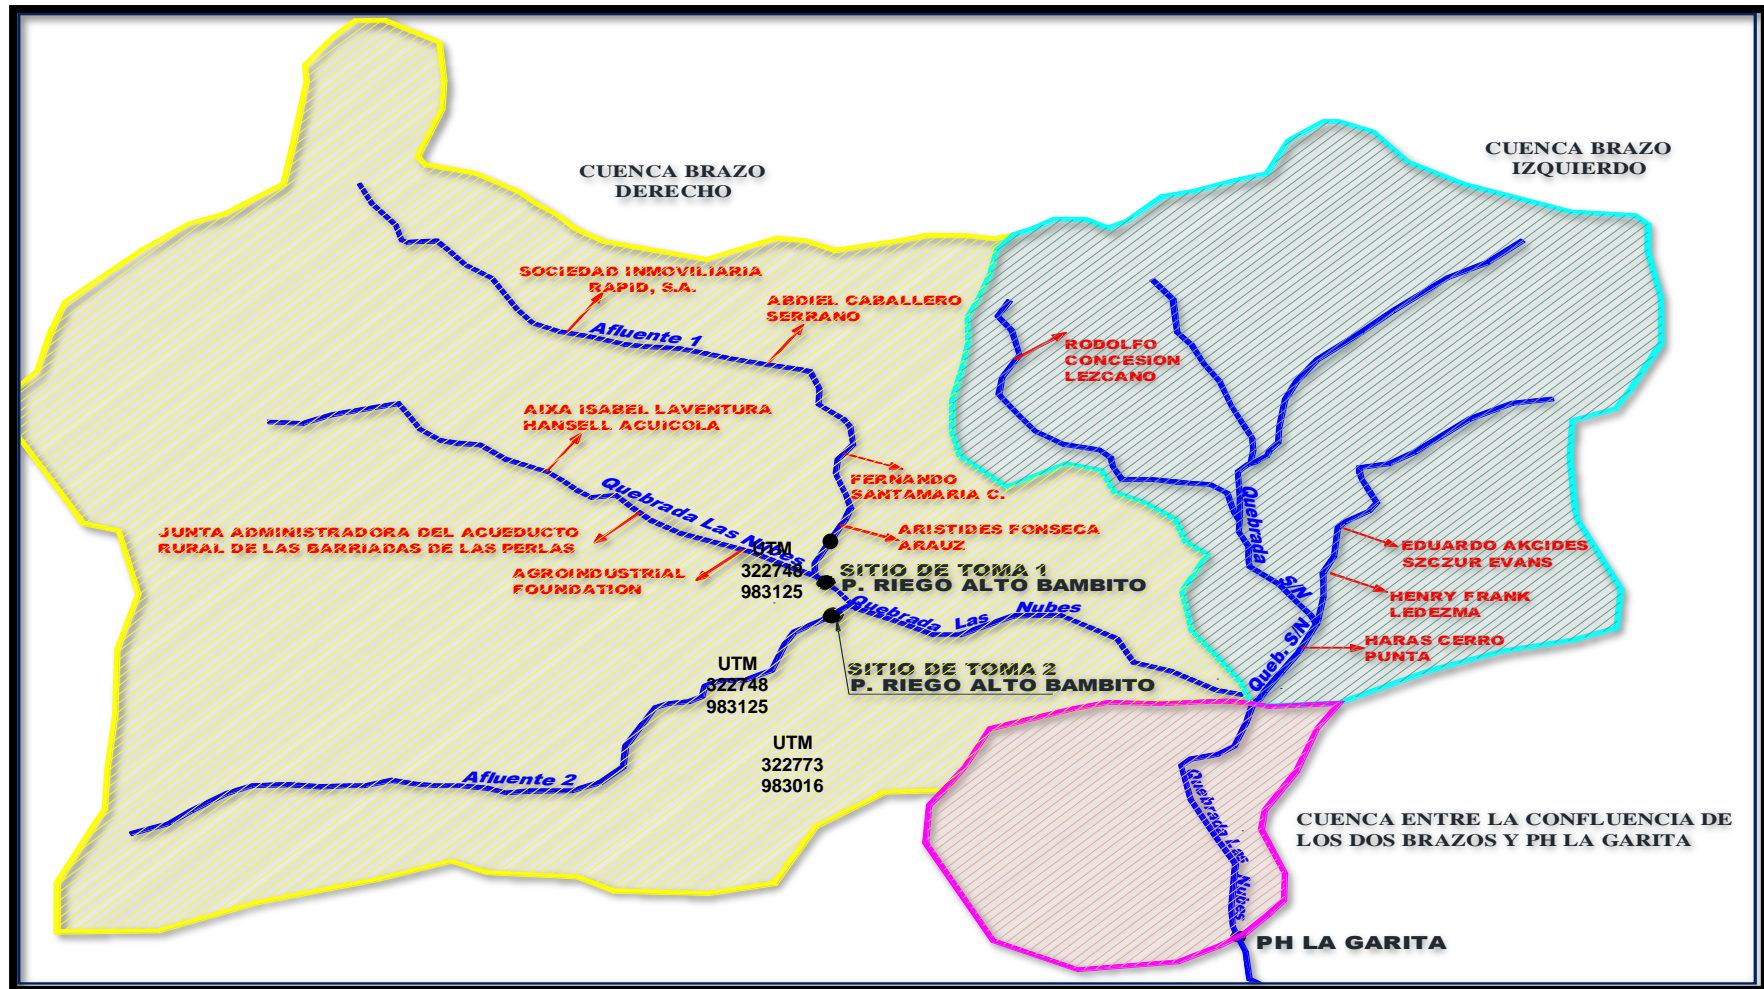 CUENCA BRAZO
DERECHO
CUENCA BRAZO
IZQUIERDO
SOCIEDAD INMOVILIARIA
RAPID, S.A.
ABDIEL CABALLERO
SERRANO
Afluente 1
RODOLFO
CONCESION
LEZCANO
AIXA ISABEL LAVENTURA
HANSELL ACUICOLA
FERNANDO
SANTAMARIA C.
Quebrada Las Nubes
JUNTA ADMINISTRADORA DEL ACUEDUCTO
RURAL DE LAS BARRIADAS DE LAS PERLAS
ARISTIDES FONSECA
ARAUZ
AGROINDUSTRIAL
FOUNDATION
UTM
322748
983125
SITIO DE TOMA 1
P. RIEGO ALTO BAMBITO
Quebrada Las Nubes
Quebrada S/N
EDUARDO AKCIDES
SZCZUR EVANS
HENRY FRANK
LEDEZMA
HARAS CERRO
PUNTA
Queb. S/N
UTM
322748
983125
SITIO DE TOMA 2
P. RIEGO ALTO BAMBITO
UTM
322773
983016
Afluente 2
Quebrada Las Nubes
CUENCA ENTRE LA CONFLUENCIA DE
LOS DOS BRAZOS Y PH LA GARITA
PH LA GARITA